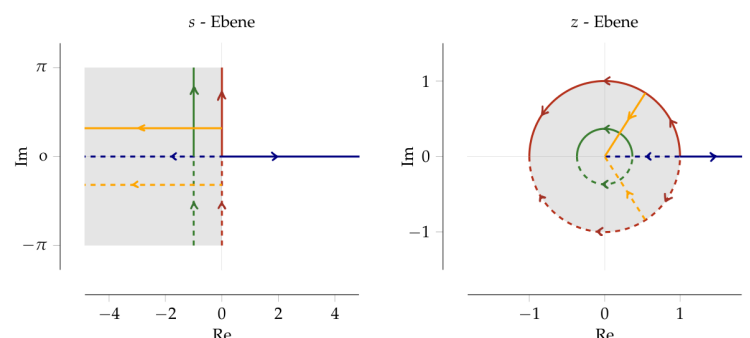 s - Ebene
π
0
−π
Im
−4 −2 0 2 4
Re
z - Ebene
1
0
−1
Im
−1 0 1
Re